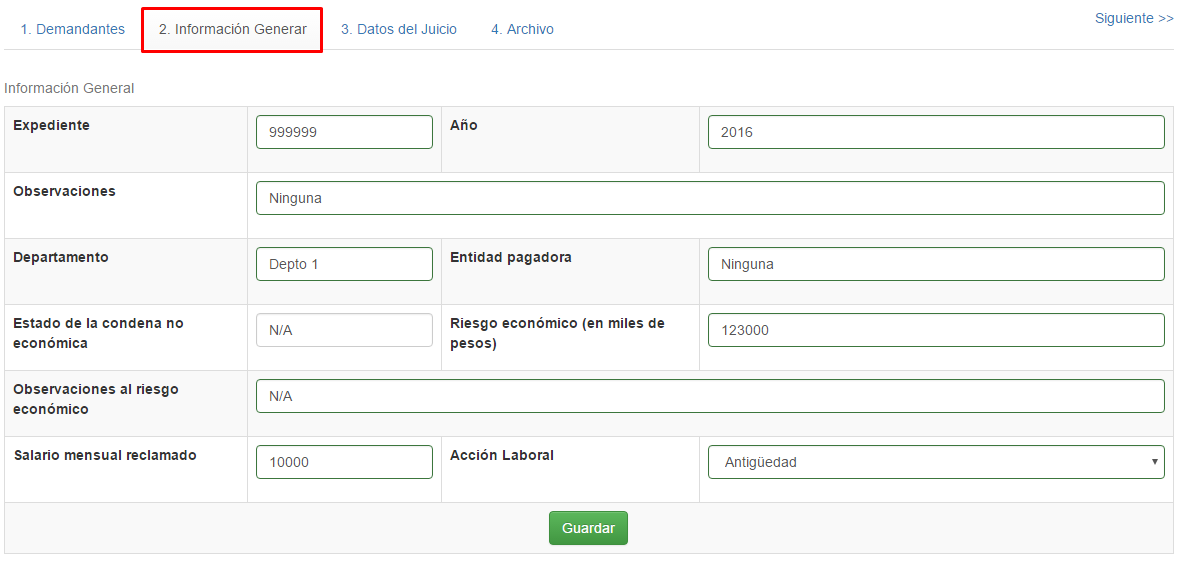 Siguiente >>
1. Demandantes 2. Información Generar 3. Datos del Juicio 4. Archivo
Información General
Expediente 999999 Año 2016
Observaciones Ninguna
Departamento Depto 1 Entidad pagadora Ninguna
Estado de la condena no económica N/A Riesgo económico (en miles de pesos) 123000
Observaciones al riesgo económico N/A
Salario mensual reclamado 10000 Acción Laboral Antigüedad
Guardar